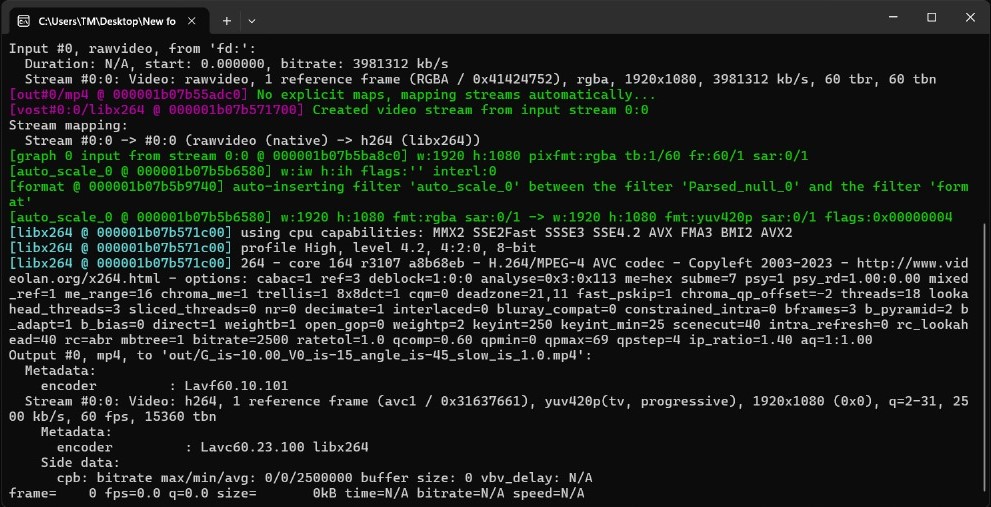 C:\Users\TM\Desktop\New fo
Input #0, rawvideo, from 'fd:':
Duration: N/A, start: 0.000000, bitrate: 3981312 kb/s
Stream #0:0: Video: rawvideo, 1 reference frame (RGBA / 0x41424752), rgba, 1920x1080, 3981312 kb/s, 60 tbr, 60 tbn
[out#0/mp4 @ 000001b07b55adc0] No explicit maps, mapping streams automatically...
[vost#0:0/libx264 @ 000001b07b571700] Created video stream from input stream 0:0
Stream mapping:
Stream #0:0 -> #0:0 (rawvideo (native) -> h264 (libx264))
[graph 0 input from stream 0:0 @ 000001b07b5ba8c0] w:1920 h:1080 pixfmt:rgba tb:1/60 fr:60/1 sar:0/1
[auto_scale_0 @ 000001b07b5b6580] w:iw h:ih flags:'' interl:0
[format @ 000001b07b5b9740] auto-inserting filter 'auto_scale_0' between the filter 'Parsed_null_0' and the filter 'form
at'
[auto_scale_0 @ 000001b07b5b6580] w:1920 h:1080 fmt:rgba sar:0/1 -> w:1920 h:1080 fmt:yuv420p sar:0/1 flags:0x00000004
[libx264 @ 000001b07b571c00] using cpu capabilities: MMX2 SSE2Fast SSSE3 SSE4.2 AVX FMA3 BMI2 AVX2
[libx264 @ 000001b07b571c00] profile High, level 4.2, 4:2:0, 8-bit
[libx264 @ 000001b07b571c00] 264 - core 164 r3107 a8b68eb - H.264/MPEG-4 AVC codec - Copyleft 2003-2023 - http://www.vid
eolan.org/x264.html - options: cabac=1 ref=3 deblock=1:0:0 analyse=0x3:0x113 me=hex subme=7 psy=1 psy_rd=1.00:0.00 mixed
_ref=1 me_range=16 chroma_me=1 trellis=1 8x8dct=1 cqm=0 deadzone=21,11 fast_pskip=1 chroma_qp_offset=-2 threads=18 looka
head_threads=3 sliced_threads=0 nr=0 decimate=1 interlaced=0 bluray_compat=0 constrained_intra=0 bframes=3 b_pyramid=2 b
_adapt=1 b_bias=0 direct=1 weightb=1 open_gop=0 weightp=2 keyint=250 keyint_min=25 scenecut=40 intra_refresh=0 rc_lookah
ead=40 rc=abr mbtree=1 bitrate=2500 ratetol=1.0 qcomp=0.60 qpmin=0 qpmax=69 qpstep=4 ip_ratio=1.40 aq=1:1.00
Output #0, mp4, to 'out/G_is-10.00_V0_is-15_angle_is-45_slow_is_1.0.mp4':
Metadata:
encoder : Lavf60.10.101
Stream #0:0: Video: h264, 1 reference frame (avc1 / 0x31637661), yuv420p(tv, progressive), 1920x1080 (0x0), q=2-31, 25
00 kb/s, 60 fps, 15360 tbn
Metadata:
encoder : Lavc60.23.100 libx264
Side data:
cpb: bitrate max/min/avg: 0/0/2500000 buffer size: 0 vbv_delay: N/A
frame= 0 fps=0.0 q=0.0 size= 0kB time=N/A bitrate=N/A speed=N/A